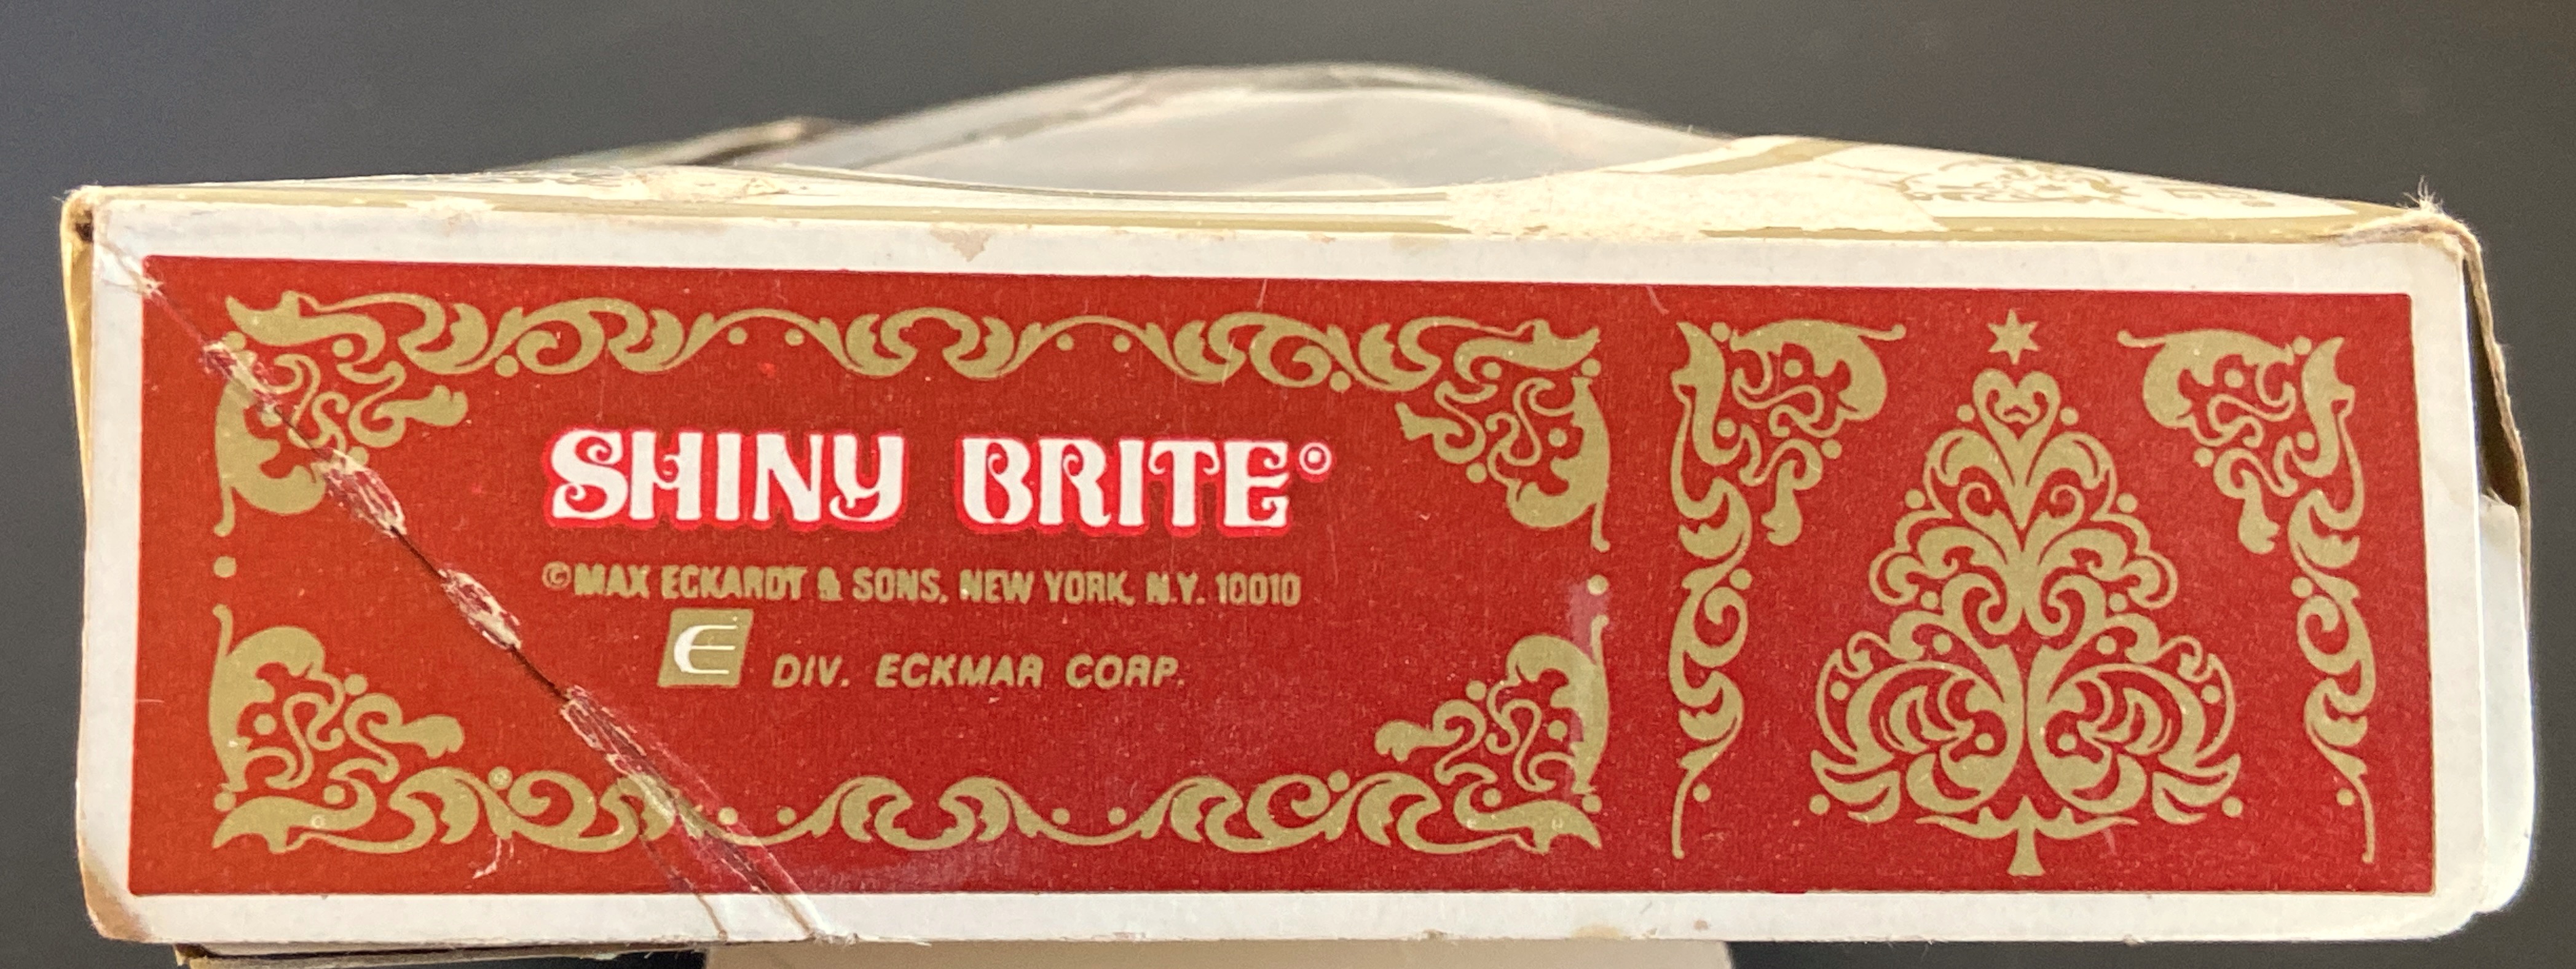 SHINY BRITE®
©MAX ECKARDT & SONS, NEW YORK, N.Y. 10010
E DIV. ECKMAR CORP.